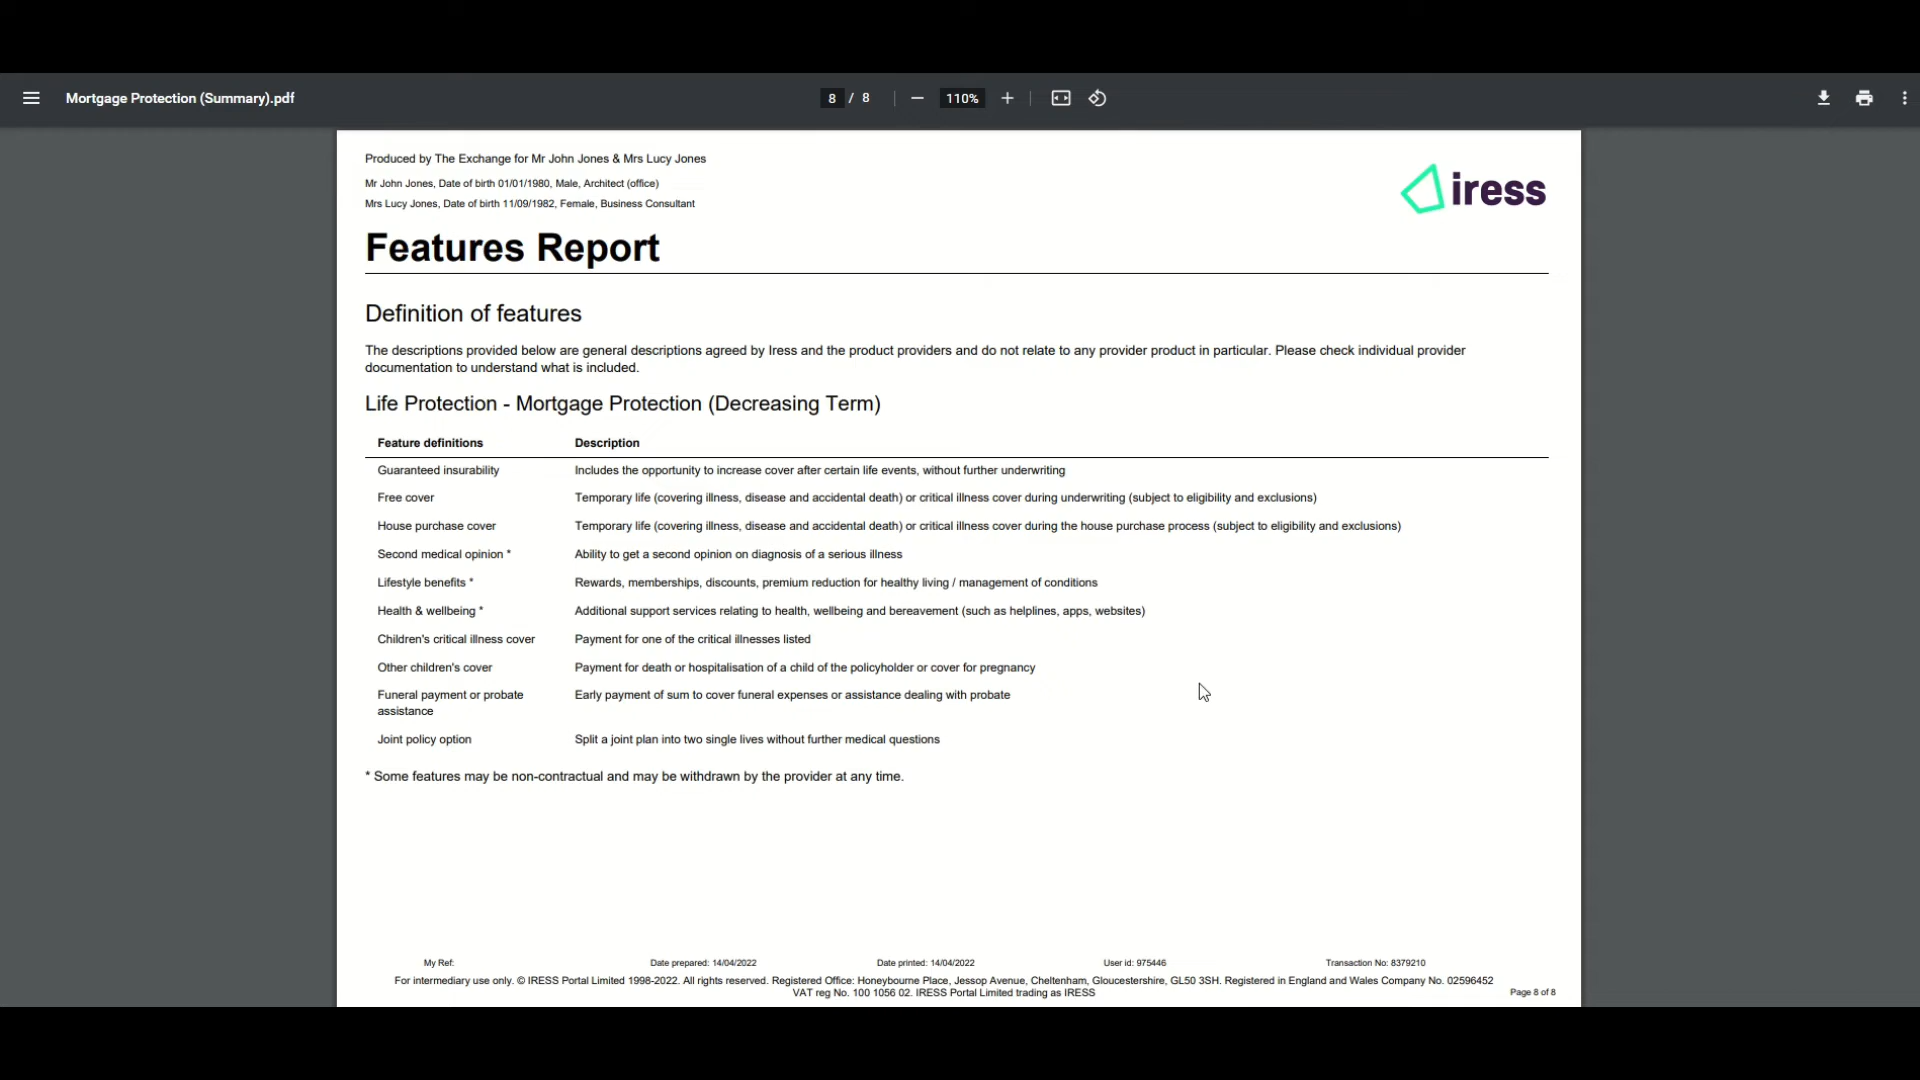 Mortgage Protection (Summary).pdf
8 / 8
110%
Produced by The Exchange for Mr John Jones & Mrs Lucy Jones
Mr John Jones, Date of birth 01/01/1980, Male, Architect (office)
Mrs Lucy Jones, Date of birth 11/09/1982, Female, Business Consultant
iress
Features Report
Definition of features
The descriptions provided below are general descriptions agreed by Iress and the product providers and do not relate to any provider product in particular. Please check individual provider
documentation to understand what is included.
Life Protection - Mortgage Protection (Decreasing Term)
Feature definitions Description
Guaranteed insurability Includes the opportunity to increase cover after certain life events, without further underwriting
Free cover Temporary life (covering illness, disease and accidental death) or critical illness cover during underwriting (subject to eligibility and exclusions)
House purchase cover Temporary life (covering illness, disease and accidental death) or critical illness cover during the house purchase process (subject to eligibility and exclusions)
Second medical opinion * Ability to get a second opinion on diagnosis of a serious illness
Lifestyle benefits * Rewards, memberships, discounts, premium reduction for healthy living / management of conditions
Health & wellbeing * Additional support services relating to health, wellbeing and bereavement (such as helplines, apps, websites)
Children's critical illness cover Payment for one of the critical illnesses listed
Other children's cover Payment for death or hospitalisation of a child of the policyholder or cover for pregnancy
Funeral payment or probate Early payment of sum to cover funeral expenses or assistance dealing with probate
assistance
Joint policy option Split a joint plan into two single lives without further medical questions
* Some features may be non-contractual and may be withdrawn by the provider at any time.
My Ref: Date prepared: 14/04/2022 Date printed: 14/04/2022 User id: 975446 Transaction No: 8379210
For intermediary use only. © IRESS Portal Limited 1998-2022. All rights reserved. Registered Office: Honeybourne Place, Jessop Avenue, Cheltenham, Gloucestershire, GL50 3SH. Registered in England and Wales Company No. 02596452
VAT reg No. 100 1056 02. IRESS Portal Limited trading as IRESS
Page 8 of 8